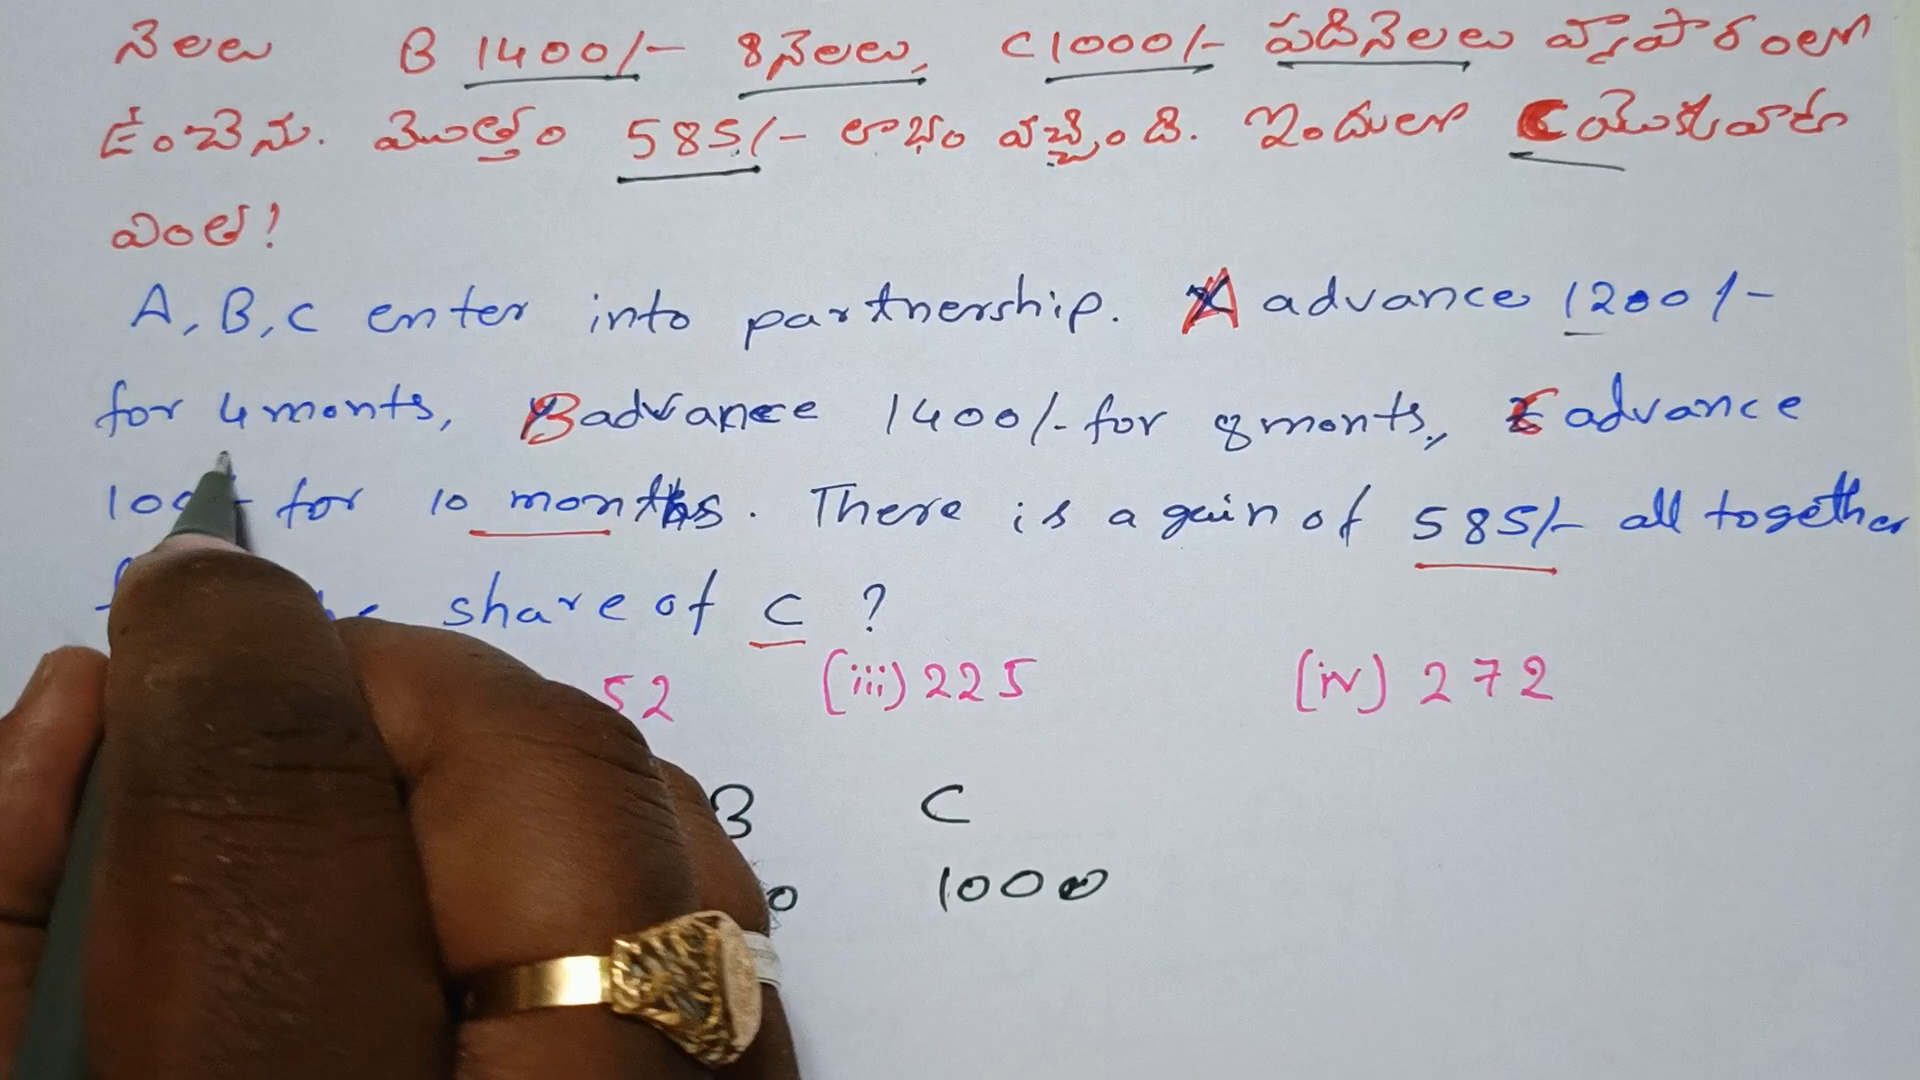 నెలలు B 1400/- 8నెలలు, C1000/- పదినెలలు వ్యాపారంలో
ఉంచెను. మొత్తం 585/- లాభం వచ్చింది. ఇందులో C యొక్కవాటా
ఎంత?
A, B, C enter into partnership. A advance 1200/-
for 4 monts, B advance 1400/- for 8 monts, C advance
for 10 months. There is a gain of 585/- all together
share of C ?
52 (iii) 225 (iv) 272
B C
1000